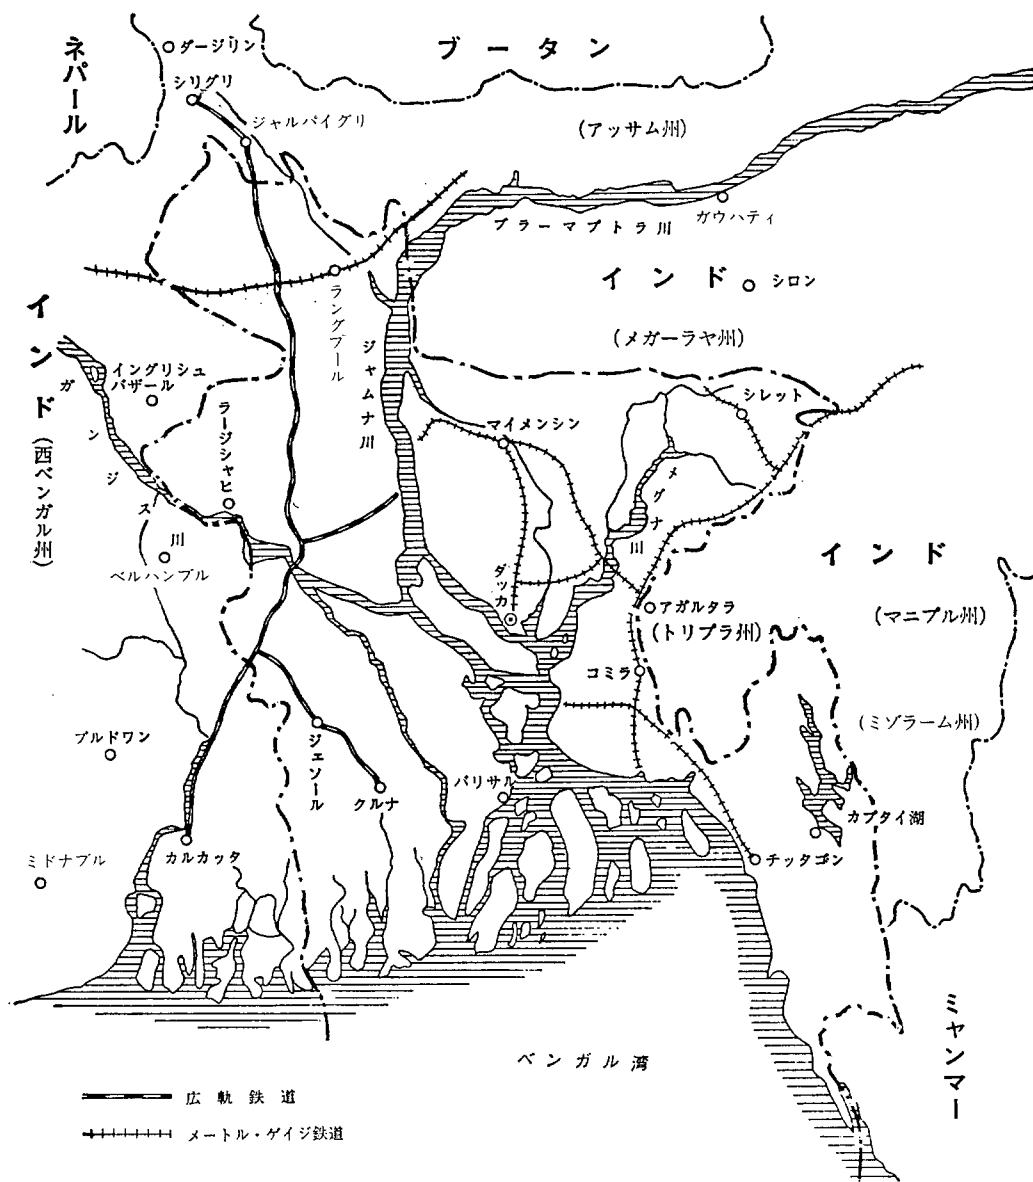 ネパール
ダージリン
ブータン
シリグリ
ジャルパイグリ
(アッサム州)
ブラーマプトラ川
ガウハティ
インド
シロン
(メガーラヤ州)
ラングプール
ジャムナ川
インド
(西ベンガル州)
ガンジス川
イングリシュ
バザール
ラージシャヒ
マイメンシン
シレット
メグナ川
ベルハンプル
ダッカ
インド
アガルタラ
(トリプラ州)
(マニプル州)
コミラ
(ミゾラーム州)
ブルドワン
ジェソール
クルナ
バリサル
カプタイ湖
ミドナプル
カルカッタ
チッタゴン
ミャンマー
ベンガル湾
広軌鉄道
メートル・ゲイジ鉄道